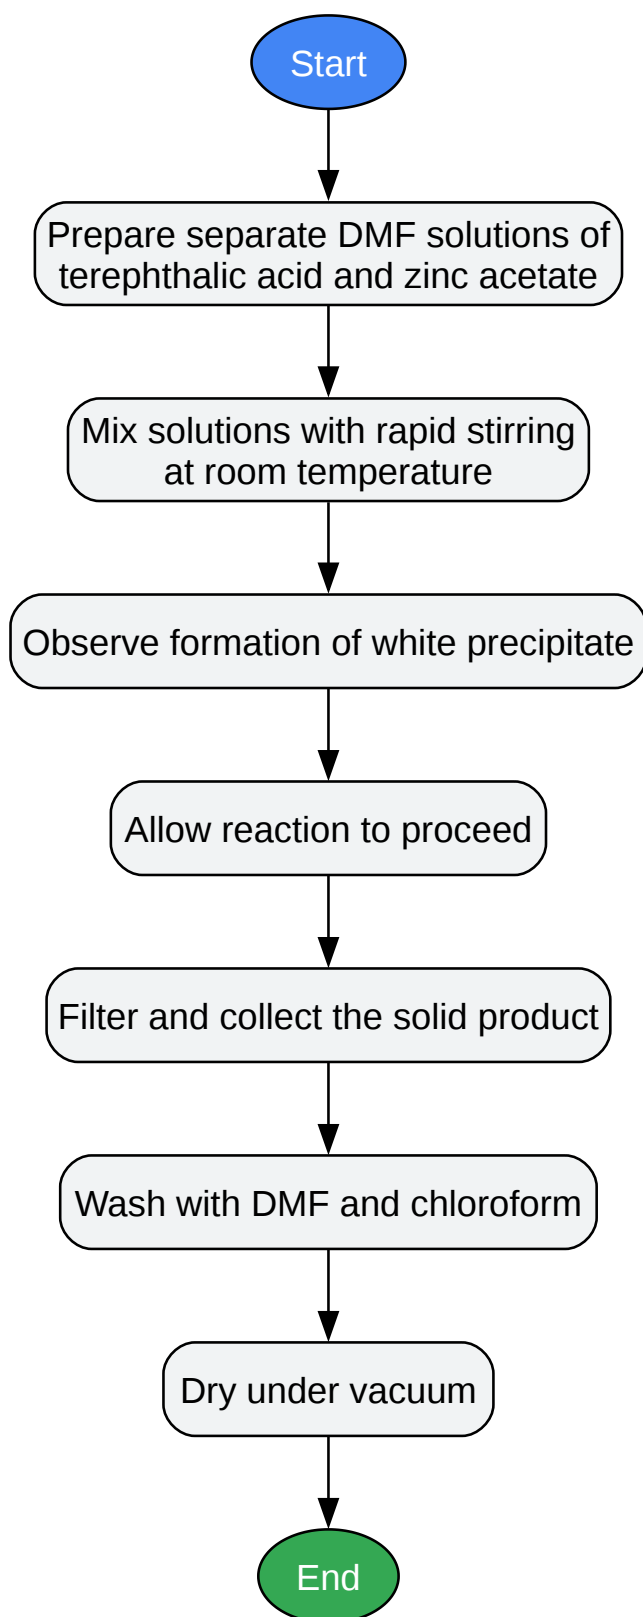 Start
Prepare separate DMF solutions of
terephthalic acid and zinc acetate
Mix solutions with rapid stirring
at room temperature
Observe formation of white precipitate
Allow reaction to proceed
Filter and collect the solid product
Wash with DMF and chloroform
Dry under vacuum
End